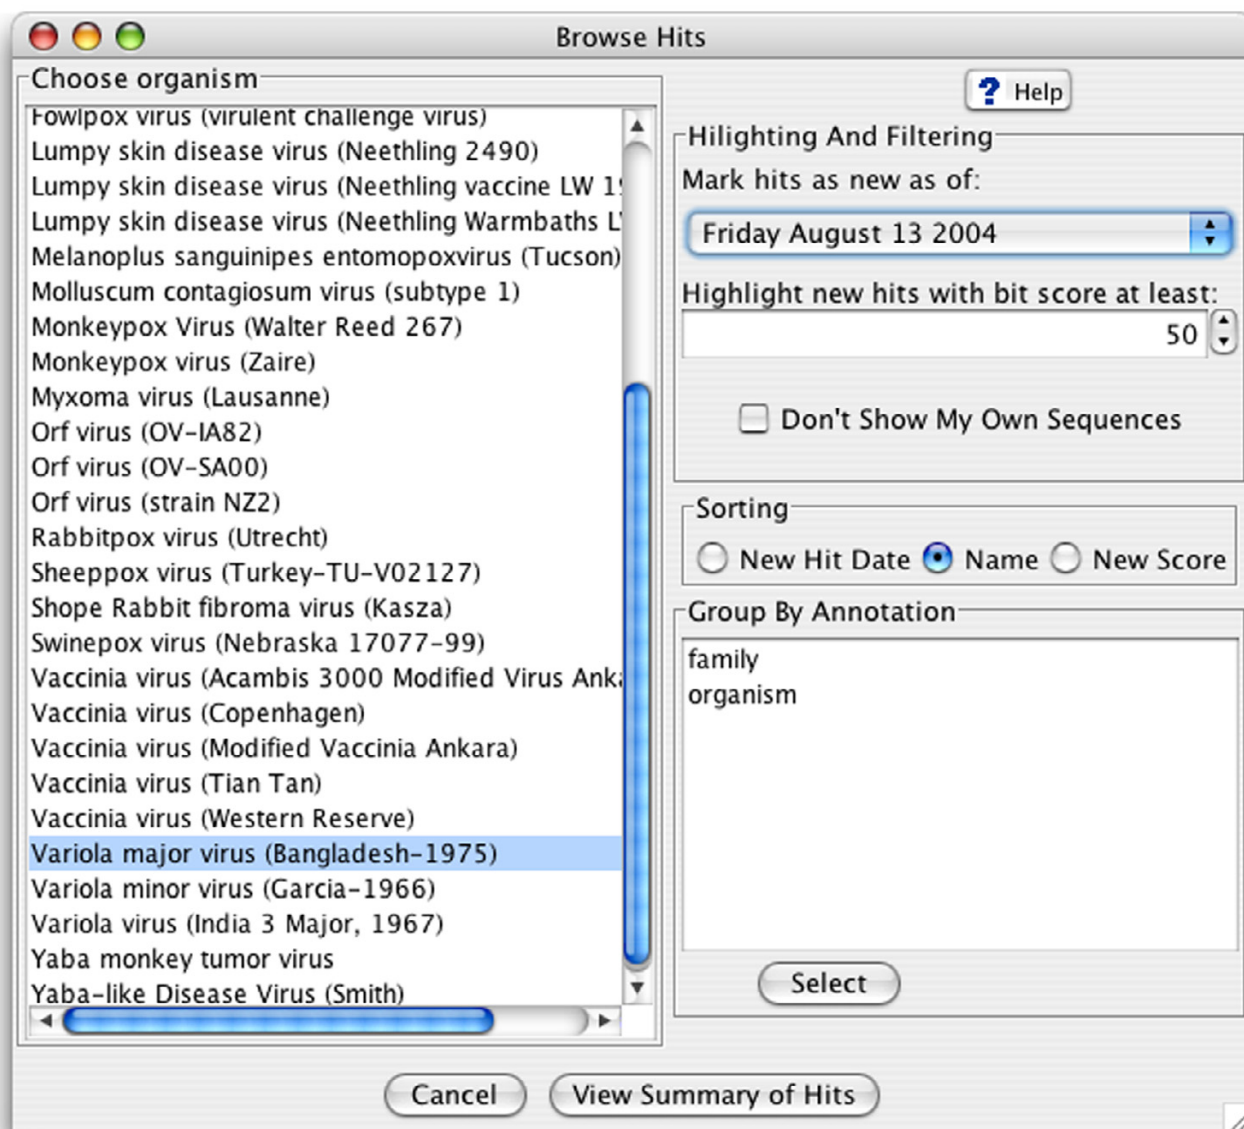 Browse Hits
Choose organism
Fowlpox virus (virulent challenge virus)
Lumpy skin disease virus (Neethling 2490)
Lumpy skin disease virus (Neethling vaccine LW 19
Lumpy skin disease virus (Neethling Warmbaths LW
Melanoplus sanguinipes entomopoxvirus (Tucson)
Molluscum contagiosum virus (subtype 1)
Monkeypox Virus (Walter Reed 267)
Monkeypox virus (Zaire)
Myxoma virus (Lausanne)
Orf virus (OV-IA82)
Orf virus (OV-SA00)
Orf virus (strain NZ2)
Rabbitpox virus (Utrecht)
Sheeppox virus (Turkey-TU-V02127)
Shope Rabbit fibroma virus (Kasza)
Swinepox virus (Nebraska 17077-99)
Vaccinia virus (Acambis 3000 Modified Virus Anka
Vaccinia virus (Copenhagen)
Vaccinia virus (Modified Vaccinia Ankara)
Vaccinia virus (Tian Tan)
Vaccinia virus (Western Reserve)
Variola major virus (Bangladesh-1975)
Variola minor virus (Garcia-1966)
Variola virus (India 3 Major, 1967)
Yaba monkey tumor virus
Yaba-like Disease Virus (Smith)
? Help
Hilighting And Filtering
Mark hits as new as of:
Friday August 13 2004
Highlight new hits with bit score at least:
50
Don't Show My Own Sequences
Sorting
New Hit Date Name New Score
Group By Annotation
family
organism
Select
Cancel View Summary of Hits